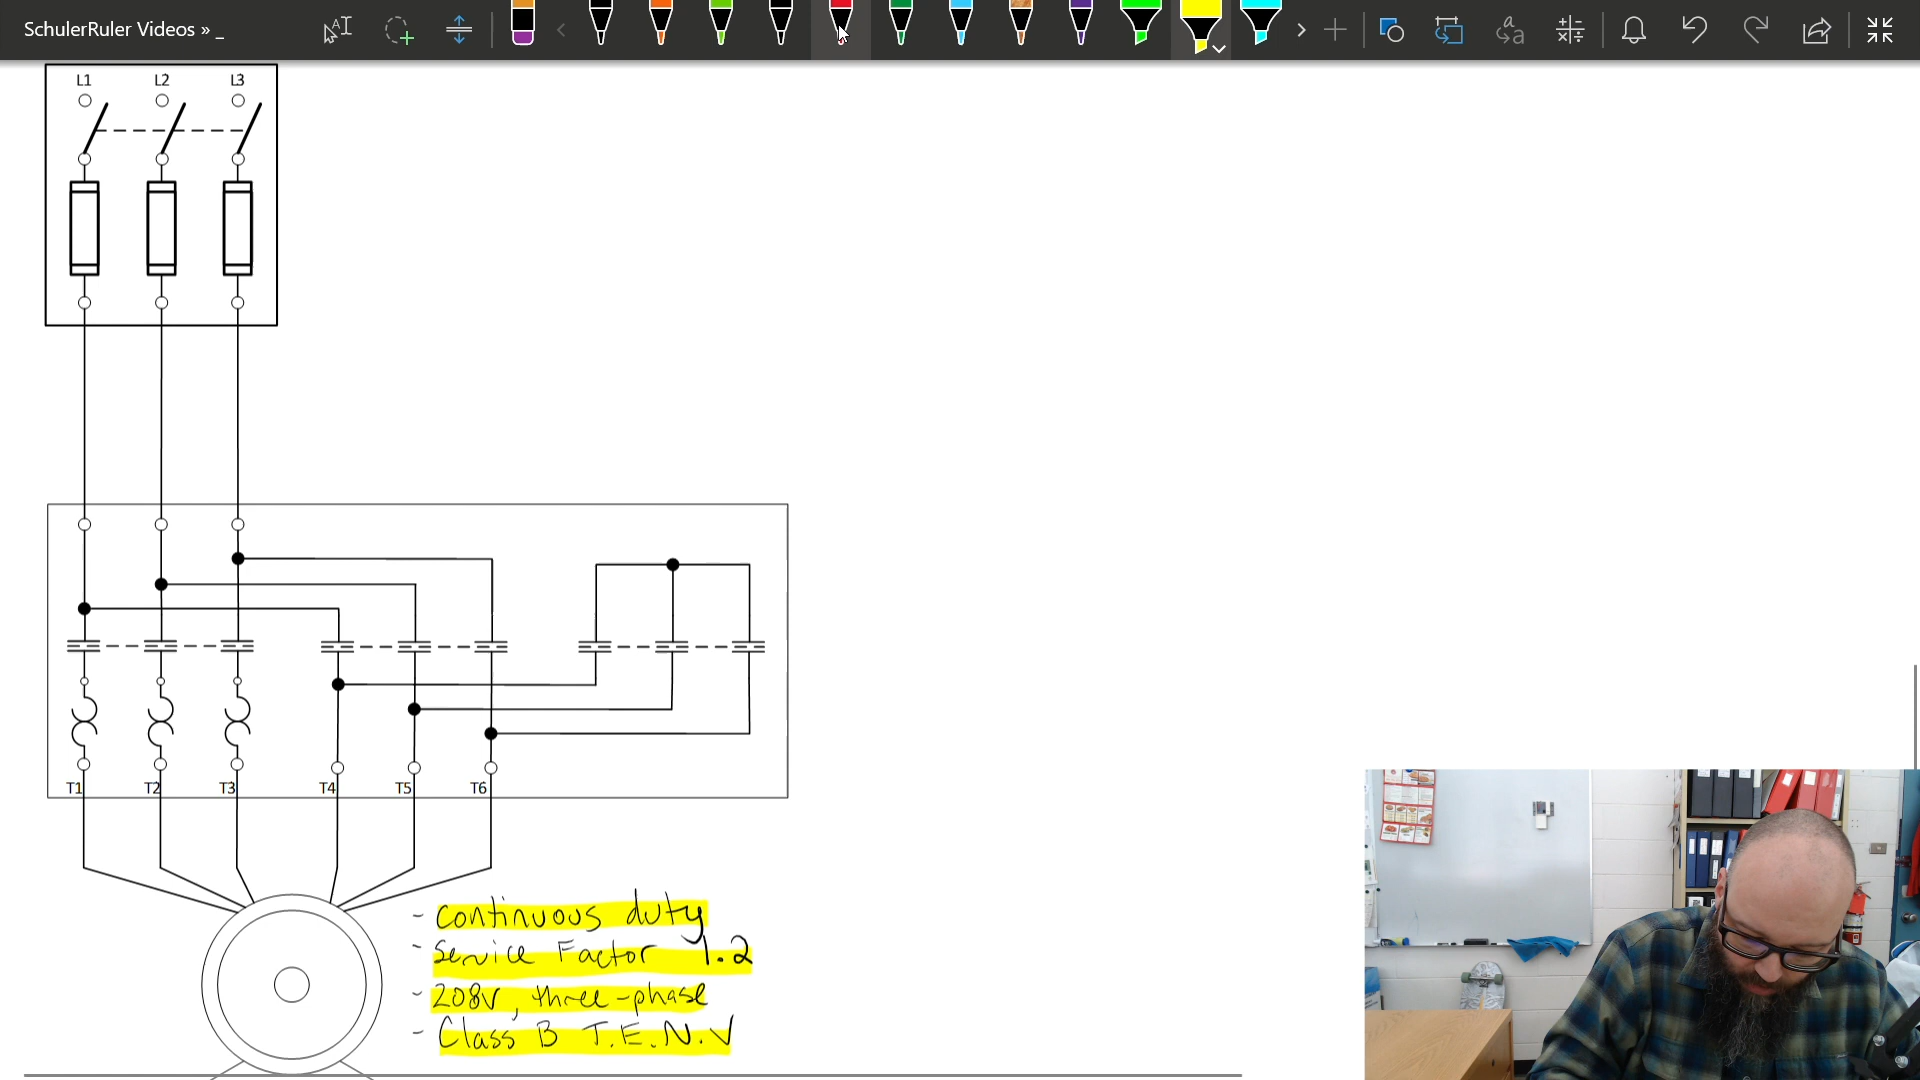 SchulerRuler Videos » _
L1 L2 L3
T1 T2 T3 T4 T5 T6
- continuous duty
- Service Factor 1.2
- 208v, three-phase
- Class B T.E.N.V